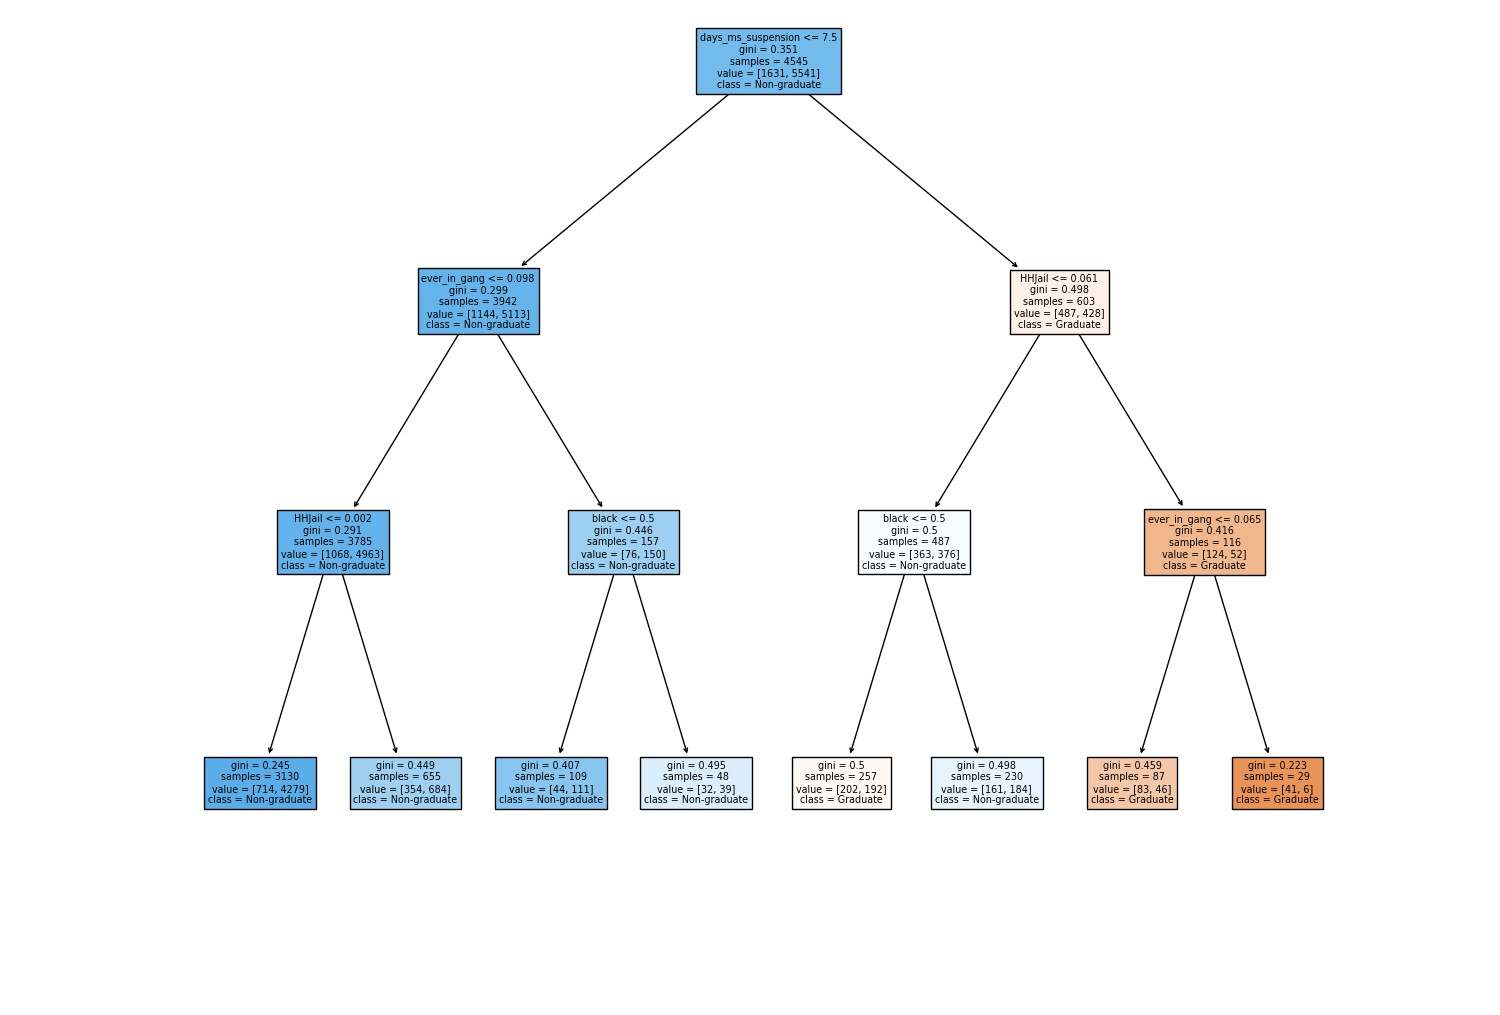 days_ms_suspension <= 7.5
gini = 0.351
samples = 4545
value = [1631, 5541]
class = Non-graduate
ever_in_gang <= 0.098
gini = 0.299
samples = 3942
value = [1144, 5113]
class = Non-graduate
HHJail <= 0.061
gini = 0.498
samples = 603
value = [487, 428]
class = Graduate
HHJail <= 0.002
gini = 0.291
samples = 3785
value = [1068, 4963]
class = Non-graduate
black <= 0.5
gini = 0.446
samples = 157
value = [76, 150]
class = Non-graduate
black <= 0.5
gini = 0.5
samples = 487
value = [363, 376]
class = Non-graduate
ever_in_gang <= 0.065
gini = 0.416
samples = 116
value = [124, 52]
class = Graduate
gini = 0.245
samples = 3130
value = [714, 4279]
class = Non-graduate
gini = 0.449
samples = 655
value = [354, 684]
class = Non-graduate
gini = 0.407
samples = 109
value = [44, 111]
class = Non-graduate
gini = 0.495
samples = 48
value = [32, 39]
class = Non-graduate
gini = 0.5
samples = 257
value = [202, 192]
class = Graduate
gini = 0.498
samples = 230
value = [161, 184]
class = Non-graduate
gini = 0.459
samples = 87
value = [83, 46]
class = Graduate
gini = 0.223
samples = 29
value = [41, 6]
class = Graduate